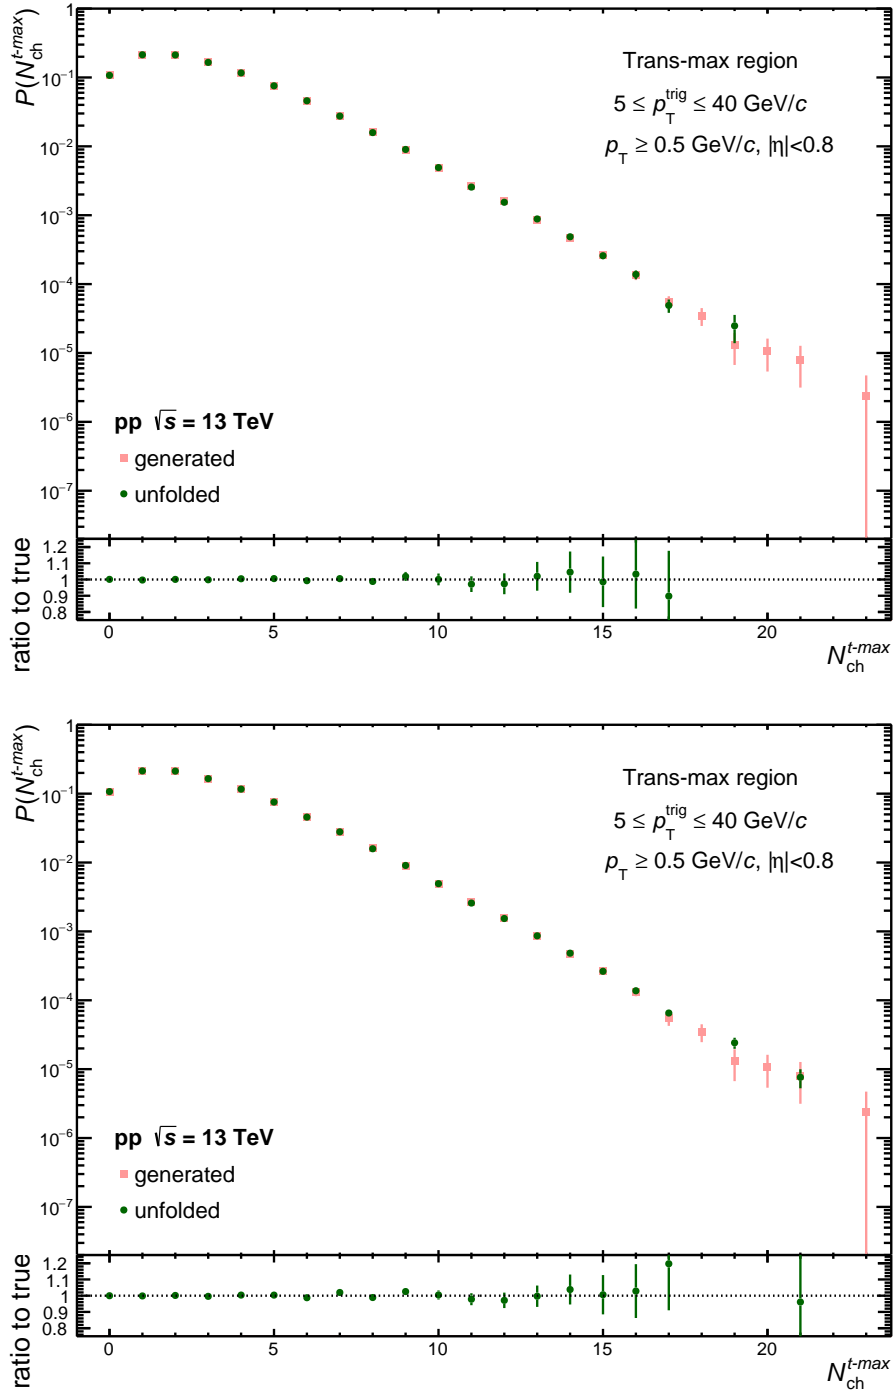 P(N_ch^{t-max})
1
10^−1
10^−2
10^−3
10^−4
10^−5
10^−6
10^−7
Trans-max region
5 ≤ p_T^trig ≤ 40 GeV/c
p_T ≥ 0.5 GeV/c, |η|<0.8
pp √s = 13 TeV
generated
unfolded
ratio to true
1.2
1.1
1
0.9
0.8
0 5 10 15 20
N_ch^{t-max}
P(N_ch^{t-max})
1
10^−1
10^−2
10^−3
10^−4
10^−5
10^−6
10^−7
Trans-max region
5 ≤ p_T^trig ≤ 40 GeV/c
p_T ≥ 0.5 GeV/c, |η|<0.8
pp √s = 13 TeV
generated
unfolded
ratio to true
1.2
1.1
1.0
0.9
0.8
0 5 10 15 20
N_ch^{t-max}